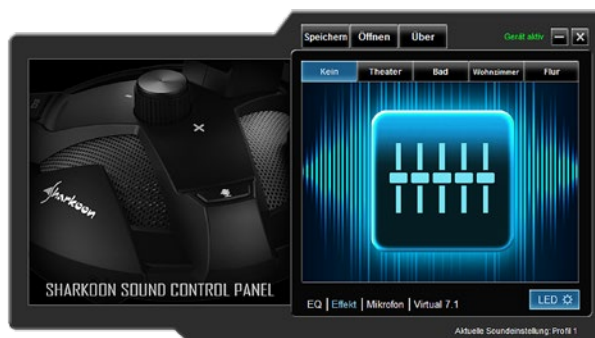 Speichern Öffnen Über Gerät aktiv
Kein Theater Bad Wohnzimmer Flur
Sharkoon
SHARKOON SOUND CONTROL PANEL
EQ | Effekt | Mikrofon | Virtual 7.1
LED
Aktuelle Soundeinstellung: Profil 1